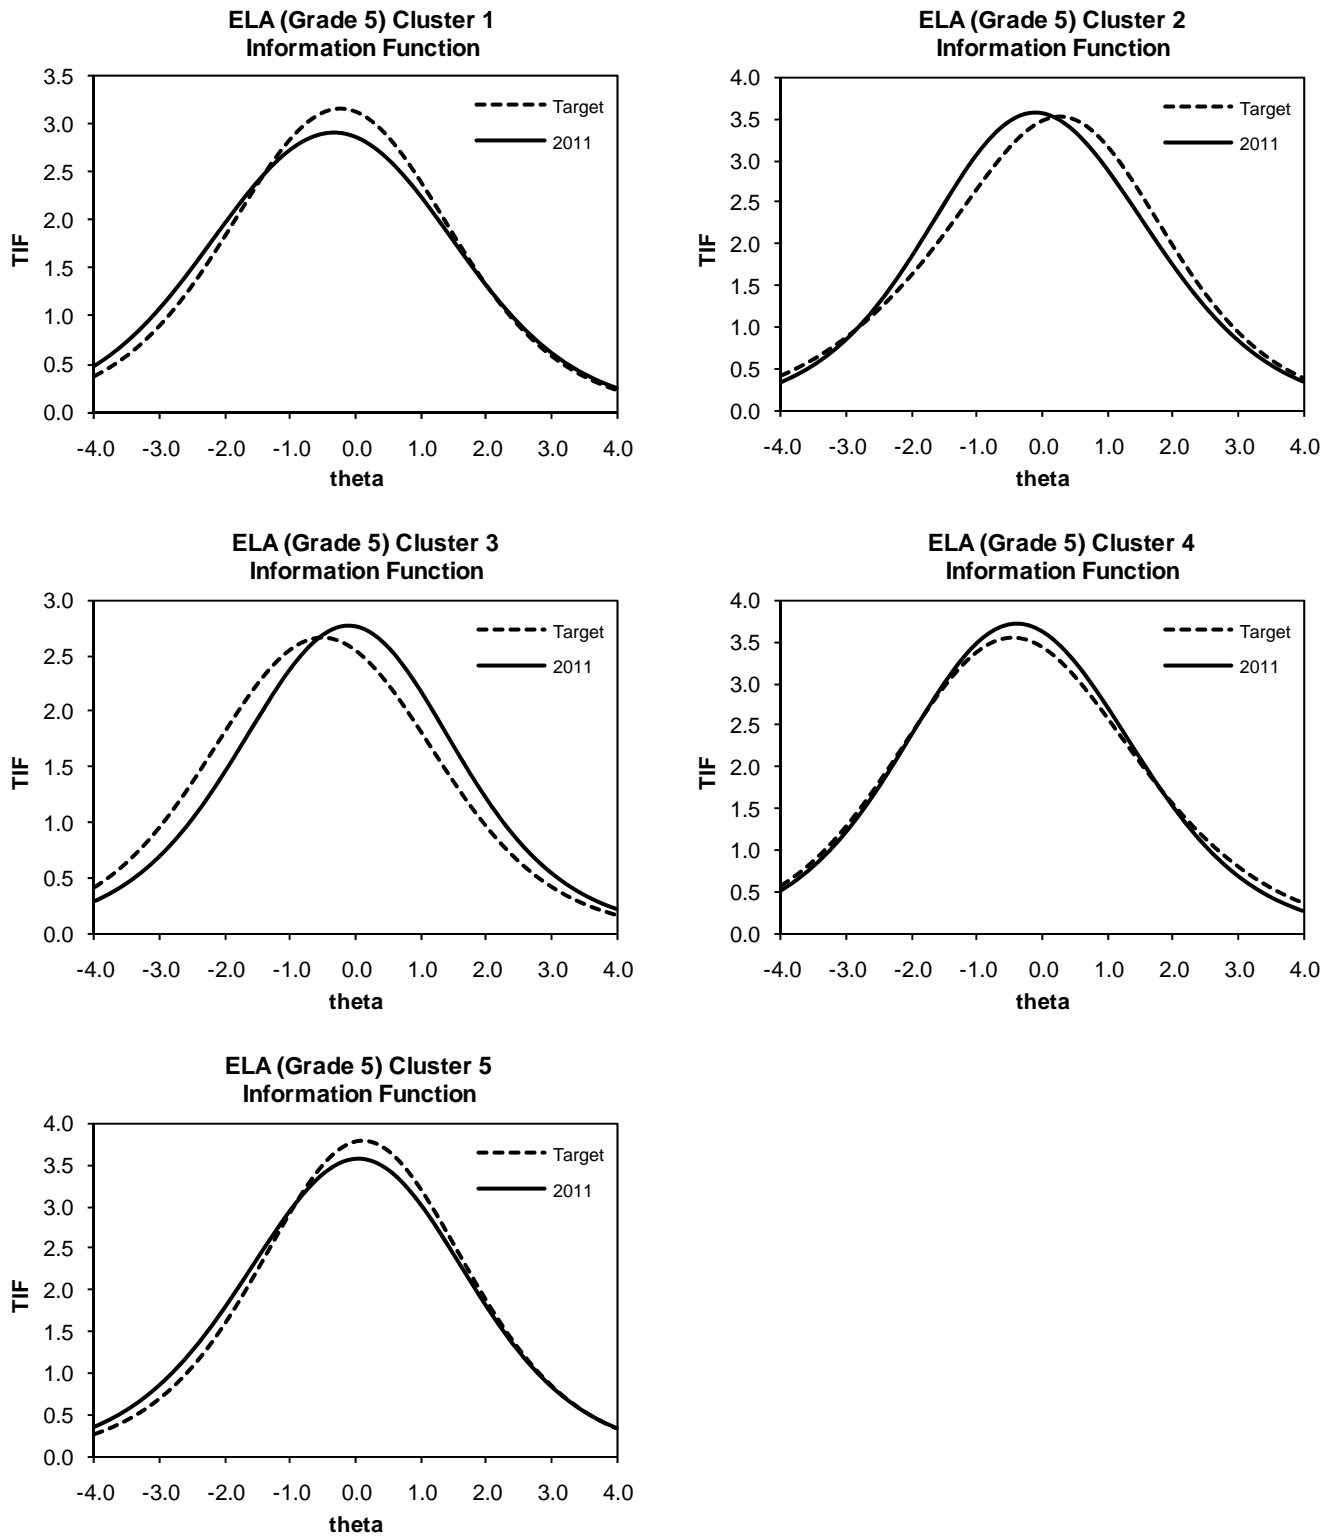 ELA (Grade 5) Cluster 1
Information Function
3.5
3.0
2.5
2.0
1.5
1.0
0.5
0.0
TIF
Target
2011
-4.0 -3.0 -2.0 -1.0 0.0 1.0 2.0 3.0 4.0
theta
ELA (Grade 5) Cluster 2
Information Function
4.0
3.5
3.0
2.5
2.0
1.5
1.0
0.5
0.0
TIF
Target
2011
-4.0 -3.0 -2.0 -1.0 0.0 1.0 2.0 3.0 4.0
theta
ELA (Grade 5) Cluster 3
Information Function
3.0
2.5
2.0
1.5
1.0
0.5
0.0
TIF
Target
2011
-4.0 -3.0 -2.0 -1.0 0.0 1.0 2.0 3.0 4.0
theta
ELA (Grade 5) Cluster 4
Information Function
4.0
3.5
3.0
2.5
2.0
1.5
1.0
0.5
0.0
TIF
Target
2011
-4.0 -3.0 -2.0 -1.0 0.0 1.0 2.0 3.0 4.0
theta
ELA (Grade 5) Cluster 5
Information Function
4.0
3.5
3.0
2.5
2.0
1.5
1.0
0.5
0.0
TIF
Target
2011
-4.0 -3.0 -2.0 -1.0 0.0 1.0 2.0 3.0 4.0
theta